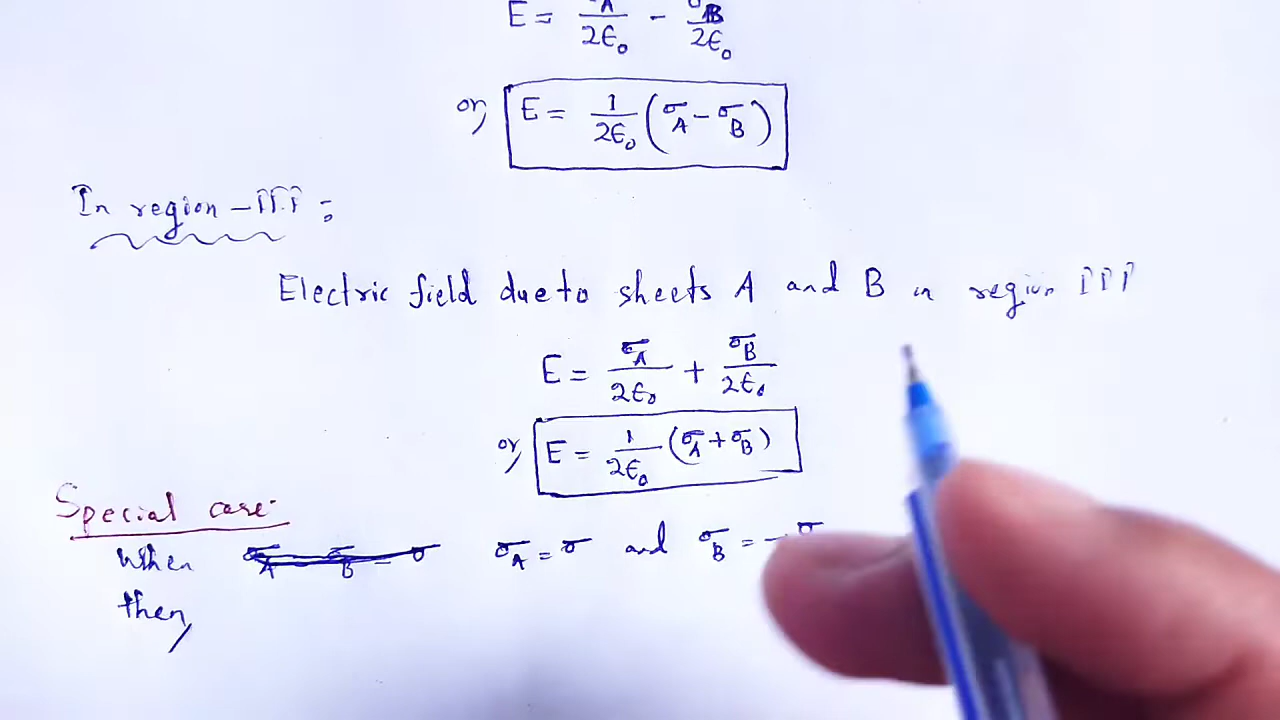 E = σA/2ϵ₀ - σB/2ϵ₀
or, E = 1/2ϵ₀ (σA - σB)
In region - III :
Electric field due to sheets A and B in region III
E = σA/2ϵ₀ + σB/2ϵ₀
or, E = 1/2ϵ₀ (σA + σB)
Special case-
When σA = σ and σB = -σ
then,